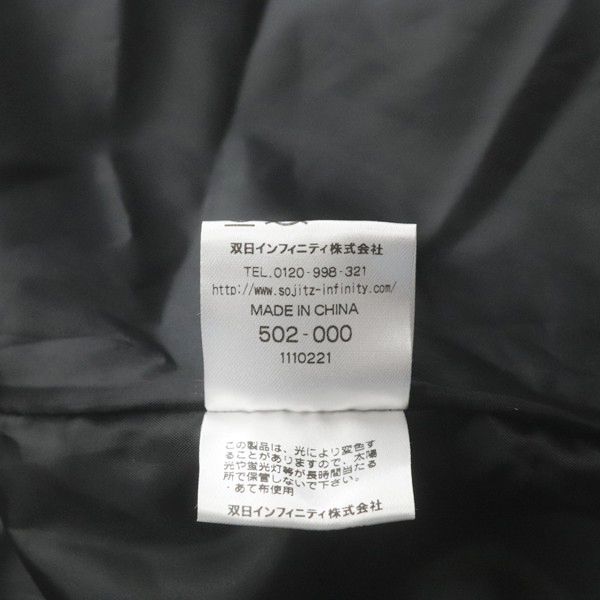 双日インフィニティ株式会社
TEL.0120-998-321
http://www.sojitz-infinity.com/
MADE IN CHINA
502-000
1110221
この製品は、光により変色す
ることがありますので、太陽
光や蛍光灯等が長時間当たる
所で保管しないで下さい。
・あて布使用
双日インフィニティ株式会社